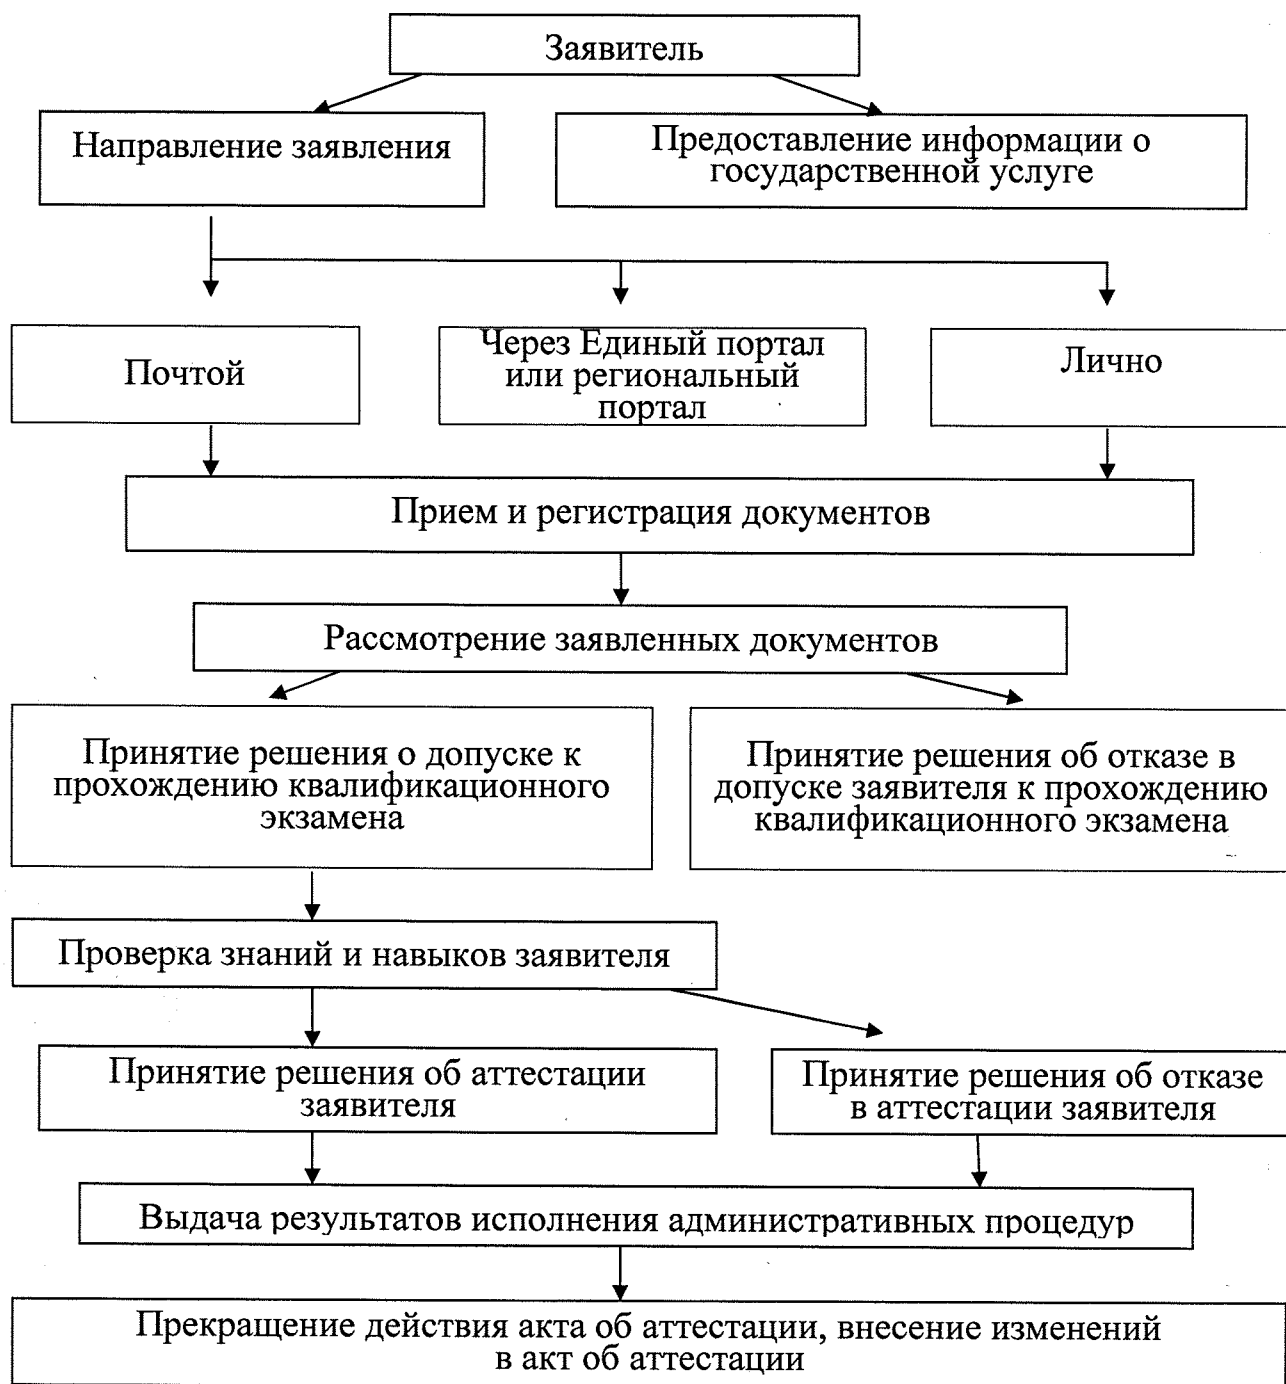 Заявитель
Направление заявления
Предоставление информации о
государственной услуге
Почтой
Через Единый портал
или региональный
портал
Лично
Прием и регистрация документов
Рассмотрение заявленных документов
Принятие решения о допуске к
прохождению квалификационного
экзамена
Принятие решения об отказе в
допуске заявителя к прохождению
квалификационного экзамена
Проверка знаний и навыков заявителя
Принятие решения об аттестации
заявителя
Принятие решения об отказе
в аттестации заявителя
Выдача результатов исполнения административных процедур
Прекращение действия акта об аттестации, внесение изменений
в акт об аттестации